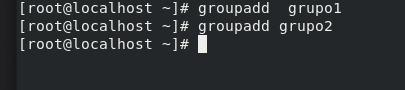 [root@localhost ~]# groupadd  grupo1
[root@localhost ~]# groupadd grupo2
[root@localhost ~]#